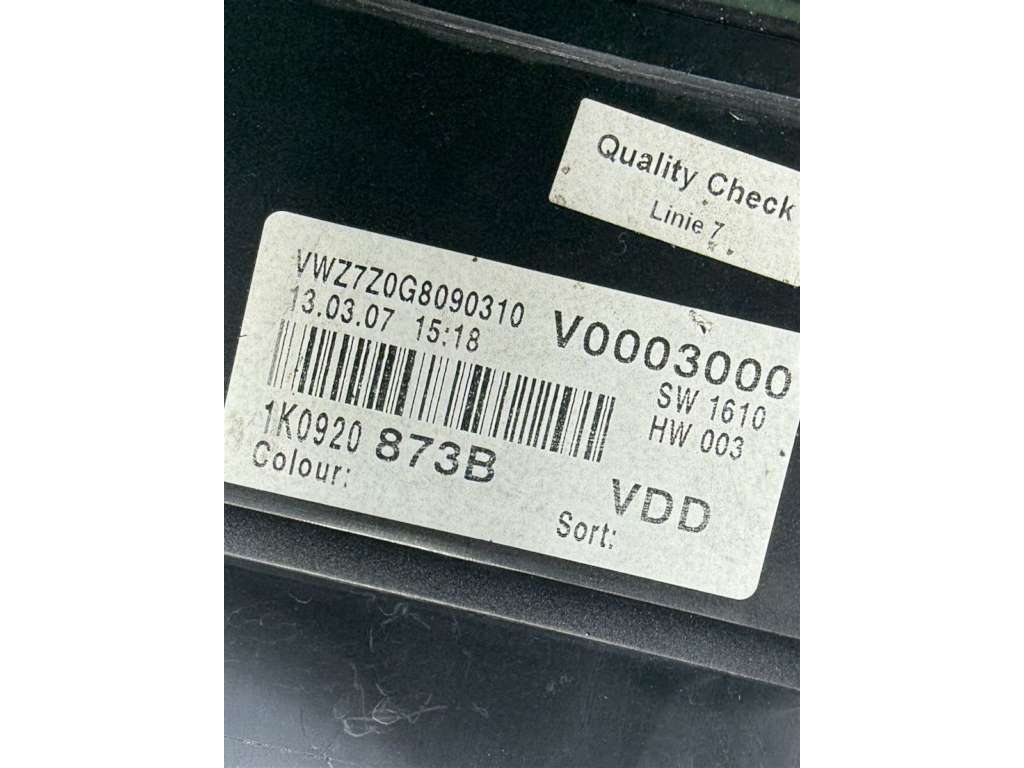 Quality Check
Linie 7
VWZ7Z0G8090310
13.03.07 15:18
V0003000
SW 1610
HW 003
1K0920 873B
Colour:
VDD
Sort: